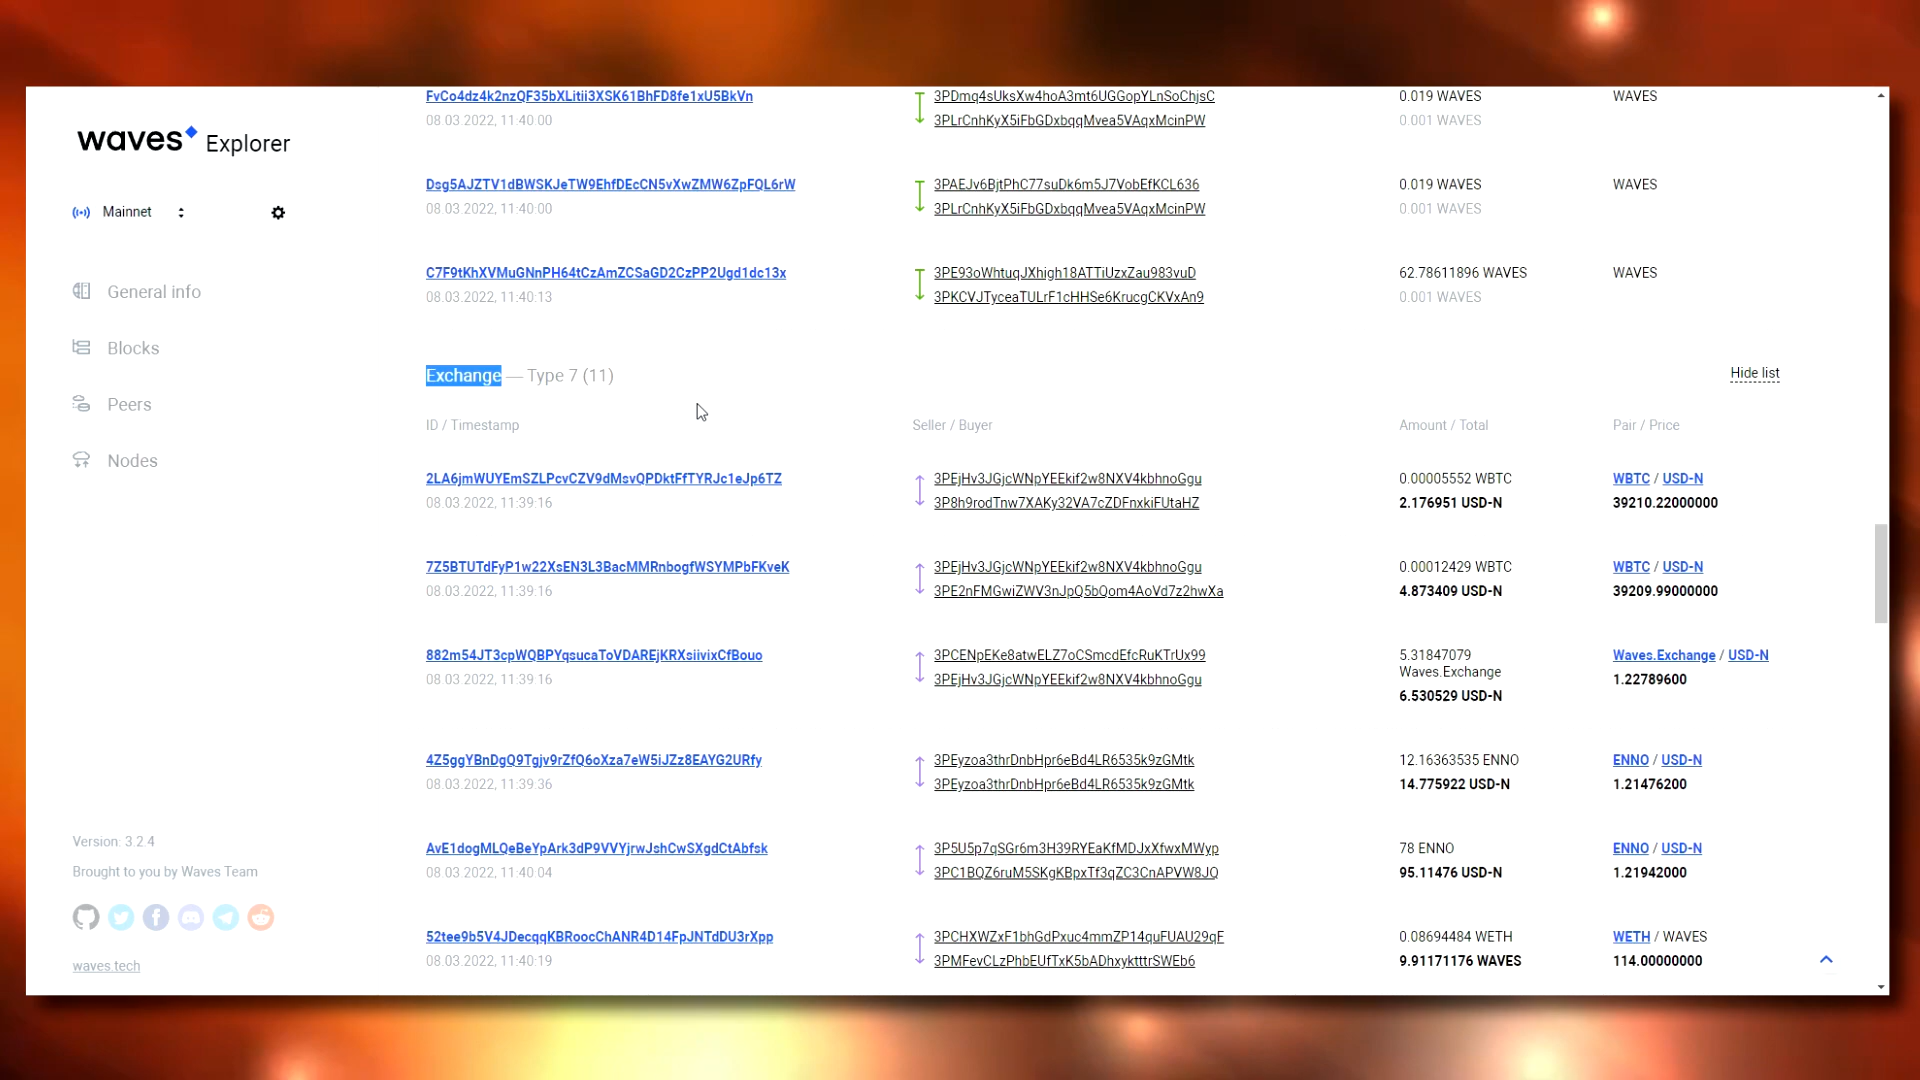 waves Explorer
Mainnet
General info
Blocks
Peers
Nodes
Version: 3.2.4
Brought to you by Waves Team
waves.tech
FvCo4dz4k2nzQF35bXLitii3XSK61BhFD8fe1xU5BkVn 3PDmq4sUksXw4hoA3mt6UGGopYLnSoChjsC 0.019 WAVES WAVES
08.03.2022, 11:40:00 3PLrCnhKyX5iFbGDxbqqMvea5VAqxMcinPW 0.001 WAVES
Dsg5AJZTV1dBWSKJeTW9EhfDEcCN5vXwZMW6ZpFQL6rW 3PAEJv6BjtPhC77suDk6m5J7VobEfKCL636 0.019 WAVES WAVES
08.03.2022, 11:40:00 3PLrCnhKyX5iFbGDxbqqMvea5VAqxMcinPW 0.001 WAVES
C7F9tKhXVMuGNnPH64tCzAmZCSaGD2CzPP2Ugd1dc13x 3PE93oWhtuqJXhigh18ATTiUzxZau983vuD 62.78611896 WAVES WAVES
08.03.2022, 11:40:13 3PKCVJTyceaTULrF1cHHSe6KrucgCKVxAn9 0.001 WAVES
Exchange — Type 7 (11) Hide list
ID / Timestamp Seller / Buyer Amount / Total Pair / Price
2LA6jmWUYEmSZLPcvCZV9dMsvQPDktFfTYRJc1eJp6TZ 3PEjHv3JGjcWNpYEEkif2w8NXV4kbhnoGgu 0.00005552 WBTC WBTC / USD-N
08.03.2022, 11:39:16 3P8h9rodTnw7XAKy32VA7cZDFnxkiFUtaHZ 2.176951 USD-N 39210.22000000
7Z5BTUTdFyP1w22XsEN3L3BacMMRnbogfWSYMPbFKveK 3PEjHv3JGjcWNpYEEkif2w8NXV4kbhnoGgu 0.00012429 WBTC WBTC / USD-N
08.03.2022, 11:39:16 3PE2nFMGwiZWV3nJpQ5bQom4AoVd7z2hwXa 4.873409 USD-N 39209.99000000
882m54JT3cpWQBPYqsucaToVDAREjKRXsiivixCfBouo 3PCENpEKe8atwELZ7oCSmcdEfcRuKTrUx99 5.31847079 Waves.Exchange / USD-N
08.03.2022, 11:39:16 3PEjHv3JGjcWNpYEEkif2w8NXV4kbhnoGgu Waves.Exchange 1.22789600
6.530529 USD-N
4Z5ggYBnDgQ9Tgjv9rZfQ6oXza7eW5iJZz8EAYG2URfy 3PEyzoa3thrDnbHpr6eBd4LR6535k9zGMtk 12.16363535 ENNO ENNO / USD-N
08.03.2022, 11:39:36 3PEyzoa3thrDnbHpr6eBd4LR6535k9zGMtk 14.775922 USD-N 1.21476200
AvE1dogMLQeBeYpArk3dP9VVYjrwJshCwSXgdCtAbfsk 3P5U5p7qSGr6m3H39RYEaKfMDJxXfwxMWyp 78 ENNO ENNO / USD-N
08.03.2022, 11:40:04 3PC1BQZ6ruM5SKgKBpxTf3qZC3CnAPVW8JQ 95.11476 USD-N 1.21942000
52tee9b5V4JDecqqKBRoocChANR4D14FpJNTdDU3rXpp 3PCHXWZxF1bhGdPxuc4mmZP14quFUAU29qF 0.08694484 WETH WETH / WAVES
08.03.2022, 11:40:19 3PMFevCLzPhbEUfTxK5bADhxyktttrSWEb6 9.91171176 WAVES 114.00000000